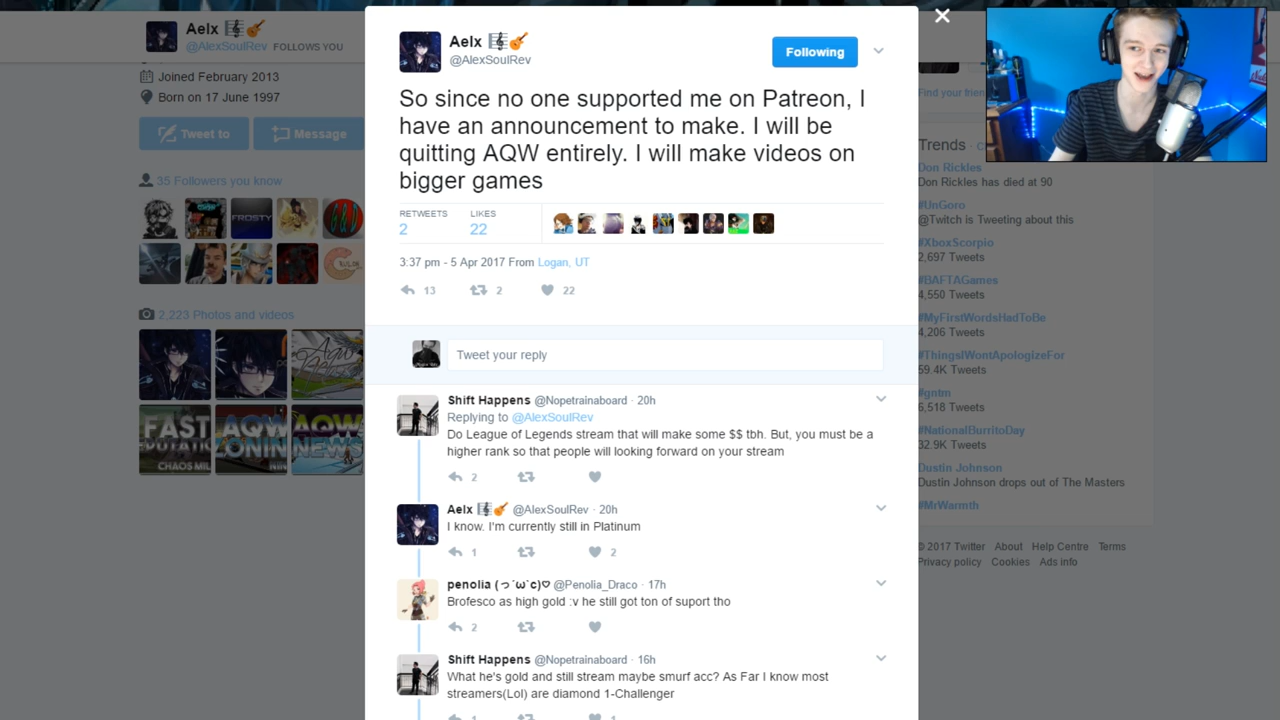 Aelx
@AlexSoulRev FOLLOWS YOU
Joined February 2013
Born on 17 June 1997
Tweet to
Message
35 Followers you know
FROSTY
2,223 Photos and videos
FAST
CHAOS MIL
AQW
ZONIN
AQW
NEWS
Aelx
@AlexSoulRev
Following
So since no one supported me on Patreon, I
have an announcement to make. I will be
quitting AQW entirely. I will make videos on
bigger games
RETWEETS
2
LIKES
22
3:37 pm - 5 Apr 2017 From Logan, UT
13
2
22
Tweet your reply
Shift Happens @Nopetrainaboard · 20h
Replying to @AlexSoulRev
Do League of Legends stream that will make some $$ tbh. But, you must be a
higher rank so that people will looking forward on your stream
2
Aelx @AlexSoulRev · 20h
I know. I'm currently still in Platinum
1
2
penolia (っ´ω`c)♡ @Penolia_Draco · 17h
Brofesco as high gold :v he still got ton of suport tho
2
Shift Happens @Nopetrainaboard · 16h
What he's gold and still stream maybe smurf acc? As Far I know most
streamers(Lol) are diamond 1-Challenger
1
1
Find your frien
Trends
Don Rickles
Don Rickles has died at 90
#UnGoro
@Twitch is Tweeting about this
#XboxScorpio
2,697 Tweets
#BAFTAGames
4,550 Tweets
#MyFirstWordsHadToBe
4,206 Tweets
#ThingsIWontApologizeFor
59.4K Tweets
#gntm
6,518 Tweets
#NationalBurritoDay
32.9K Tweets
Dustin Johnson
Dustin Johnson drops out of The Masters
#MrWarmth
© 2017 Twitter About Help Centre Terms
Privacy policy Cookies Ads info